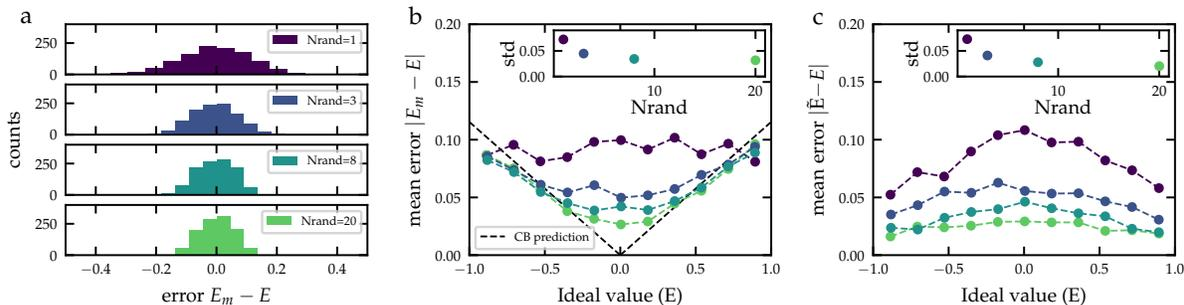 a
250
0
Nrand=1
250
0
Nrand=3
250
0
Nrand=8
250
0
Nrand=20
counts
−0.4 −0.2 0.0 0.2 0.4
error E_m − E
b
0.20
0.15
0.10
0.05
0.00
mean error |E_m − E|
std
0.05
0.00
10 20
Nrand
CB prediction
−1.0 −0.5 0.0 0.5 1.0
Ideal value (E)
c
0.20
0.15
0.10
0.05
0.00
mean error |Ẽ−E|
std
0.05
0.00
10 20
Nrand
−1.0 −0.5 0.0 0.5 1.0
Ideal value (E)